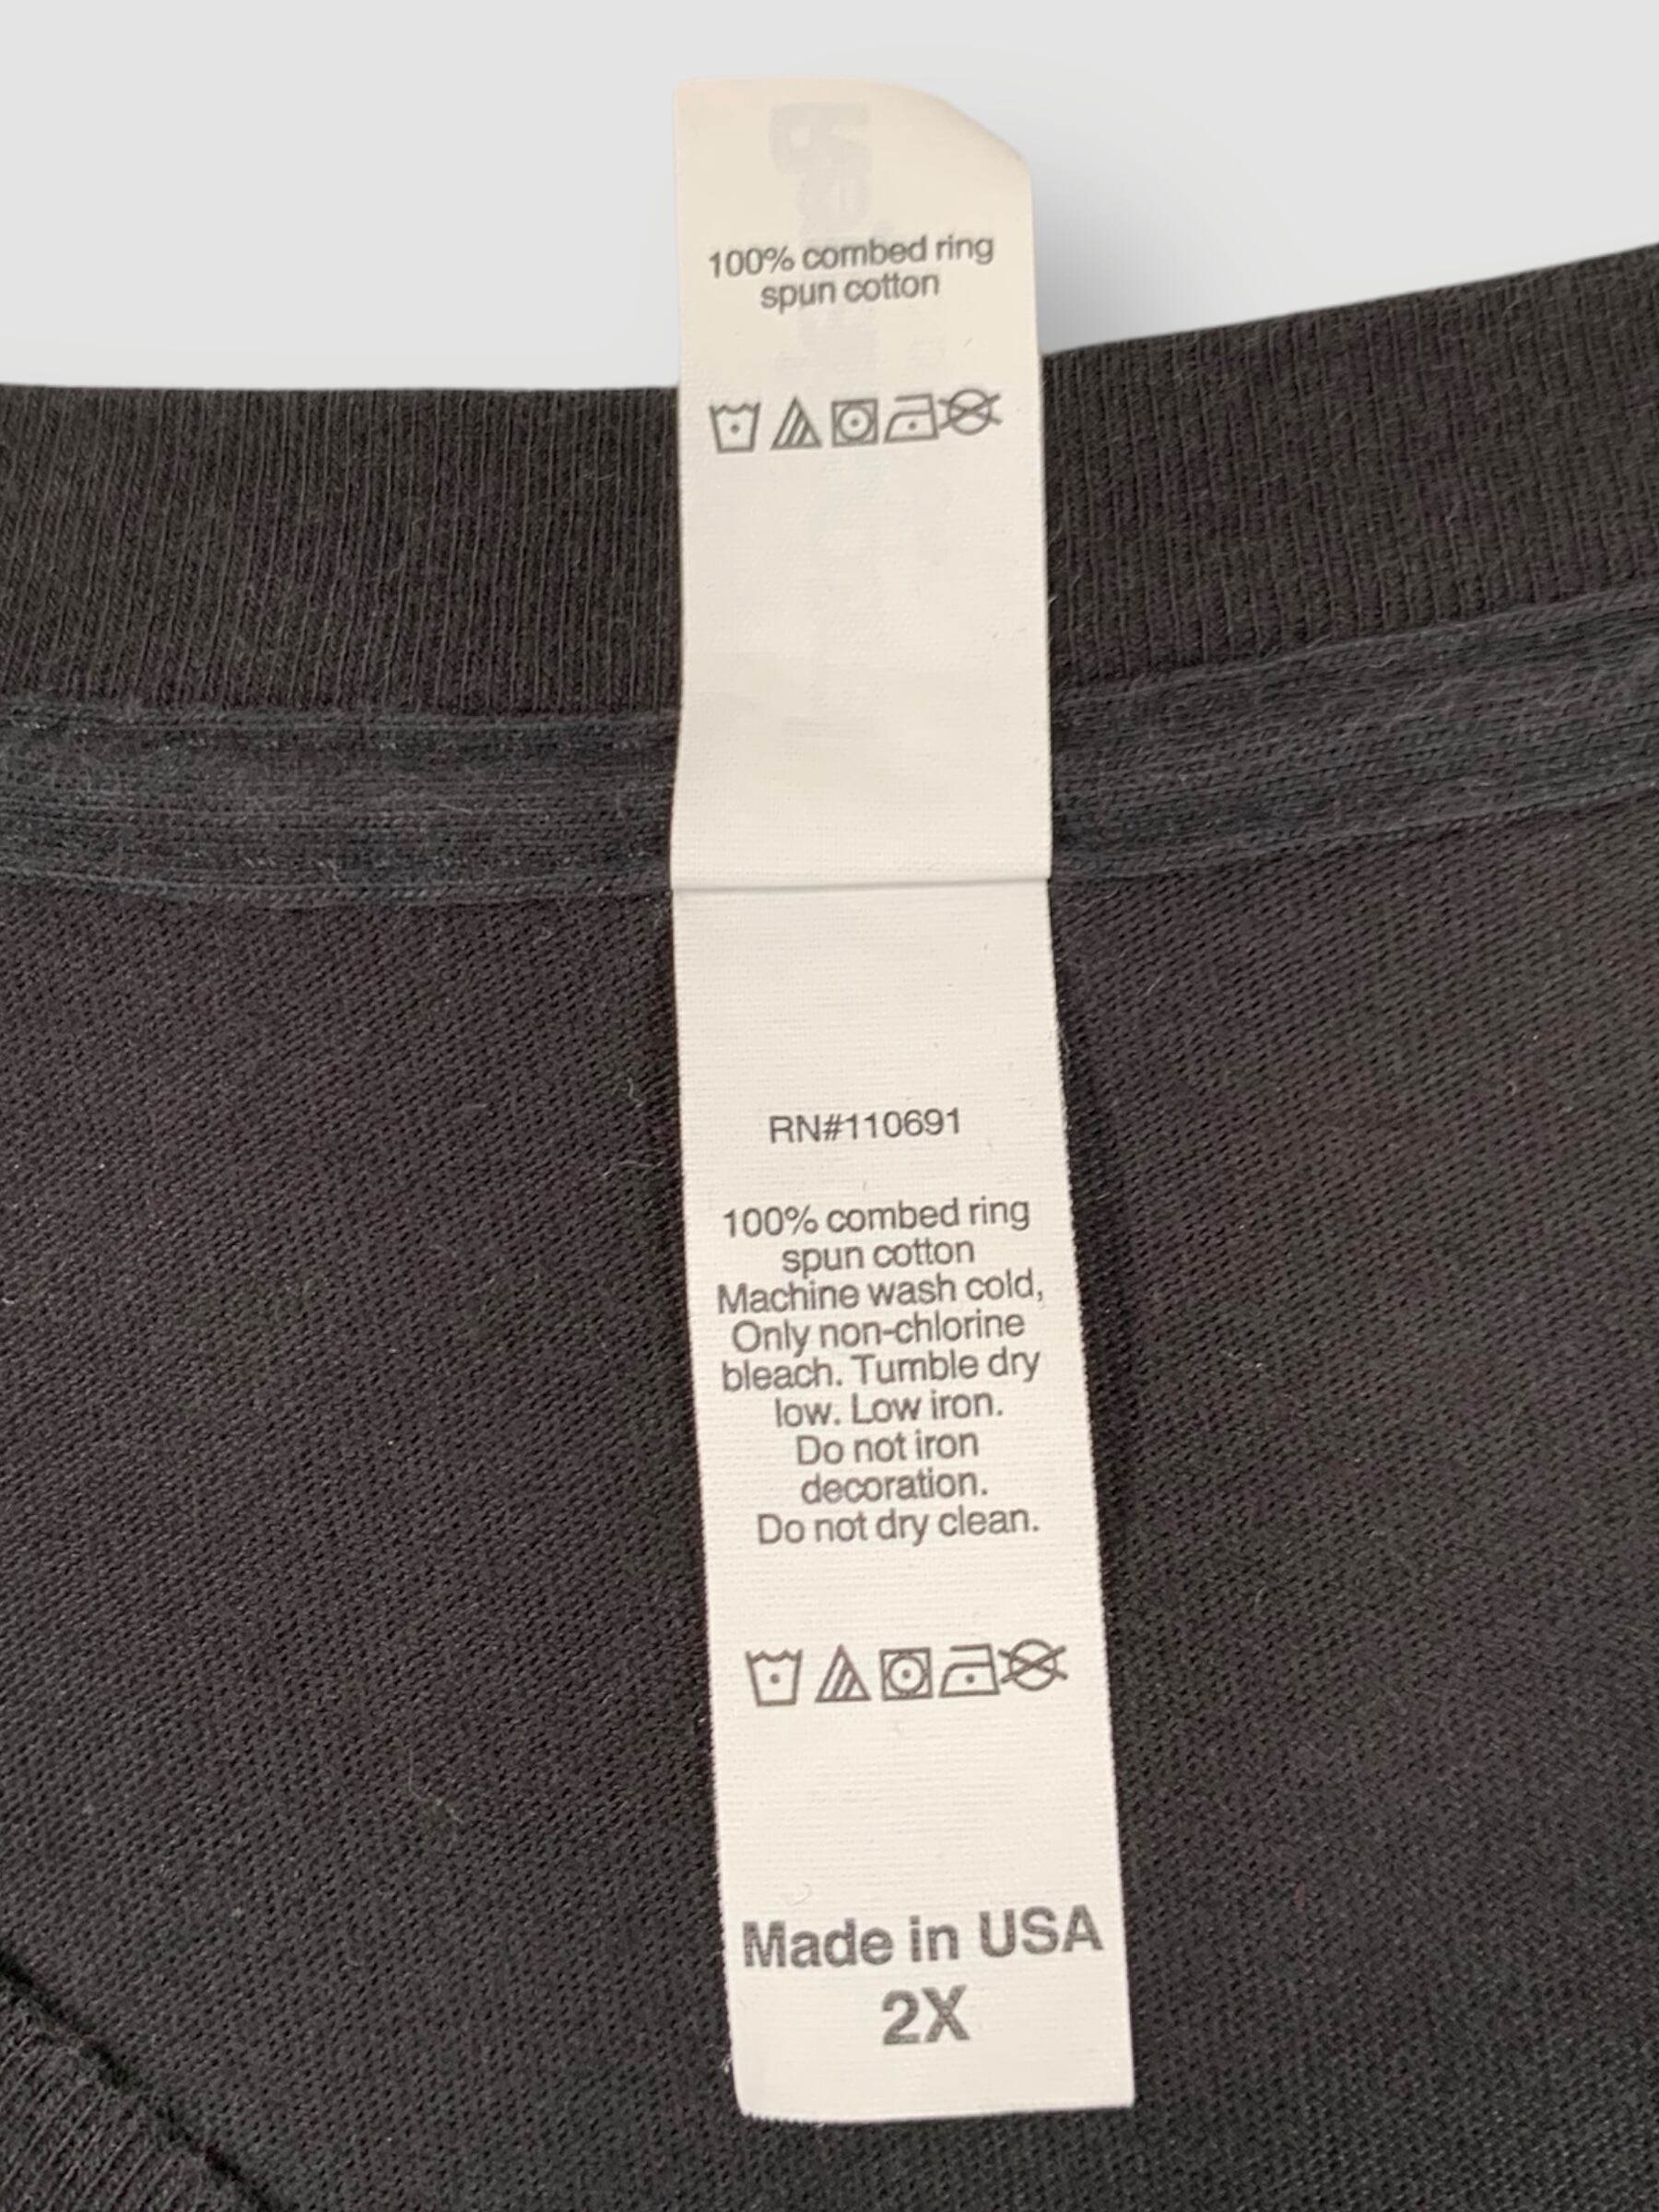 100% combed ring
spun cotton
RN#110691
100% combed ring
spun cotton
Machine wash cold,
Only non-chlorine
bleach. Tumble dry
low. Low iron.
Do not iron
decoration.
Do not dry clean.
Made in USA
2X